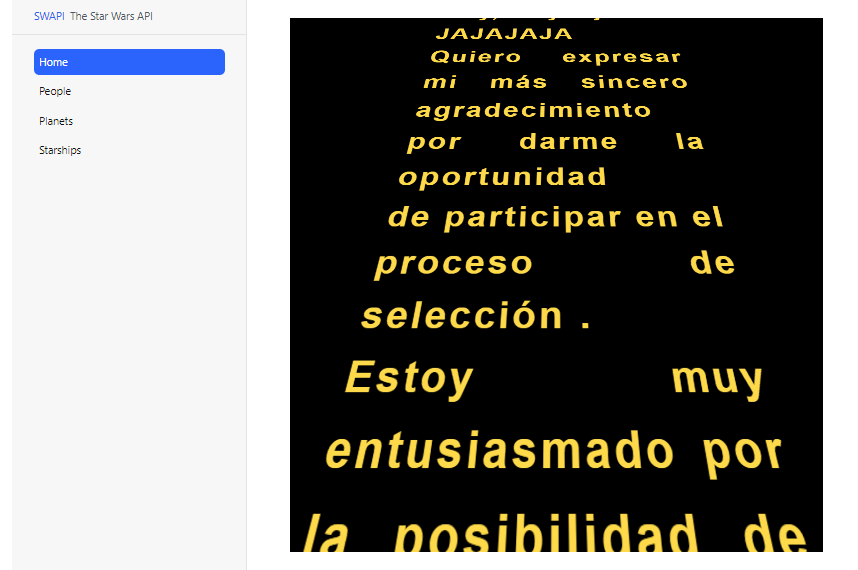 SWAPI The Star Wars API
Home
People
Planets
Starships
JAJAJAJA
Quiero expresar
mi más sincero
agradecimiento
por darme la
oportunidad
de participar en el
proceso de
selección .
Estoy muy
entusiasmado por
la posibilidad de